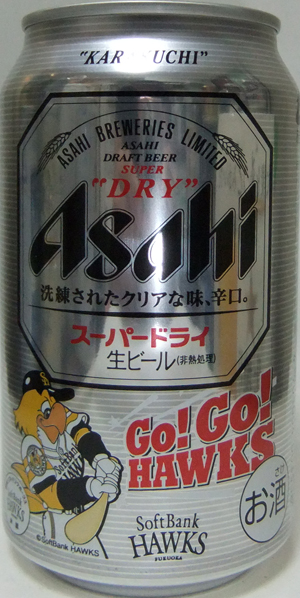 "KARAKUCHI"
ASAHI BREWERIES LIMITED
ASAHI
DRAFT BEER
SUPER
"DRY"
Asahi
洗練されたクリアな味、辛口。
スーパードライ
生ビール(非熱処理)
Go! Go!
HAWKS
お酒
SoftBank
HAWKS
FUKUOKA
©SoftBank HAWKS